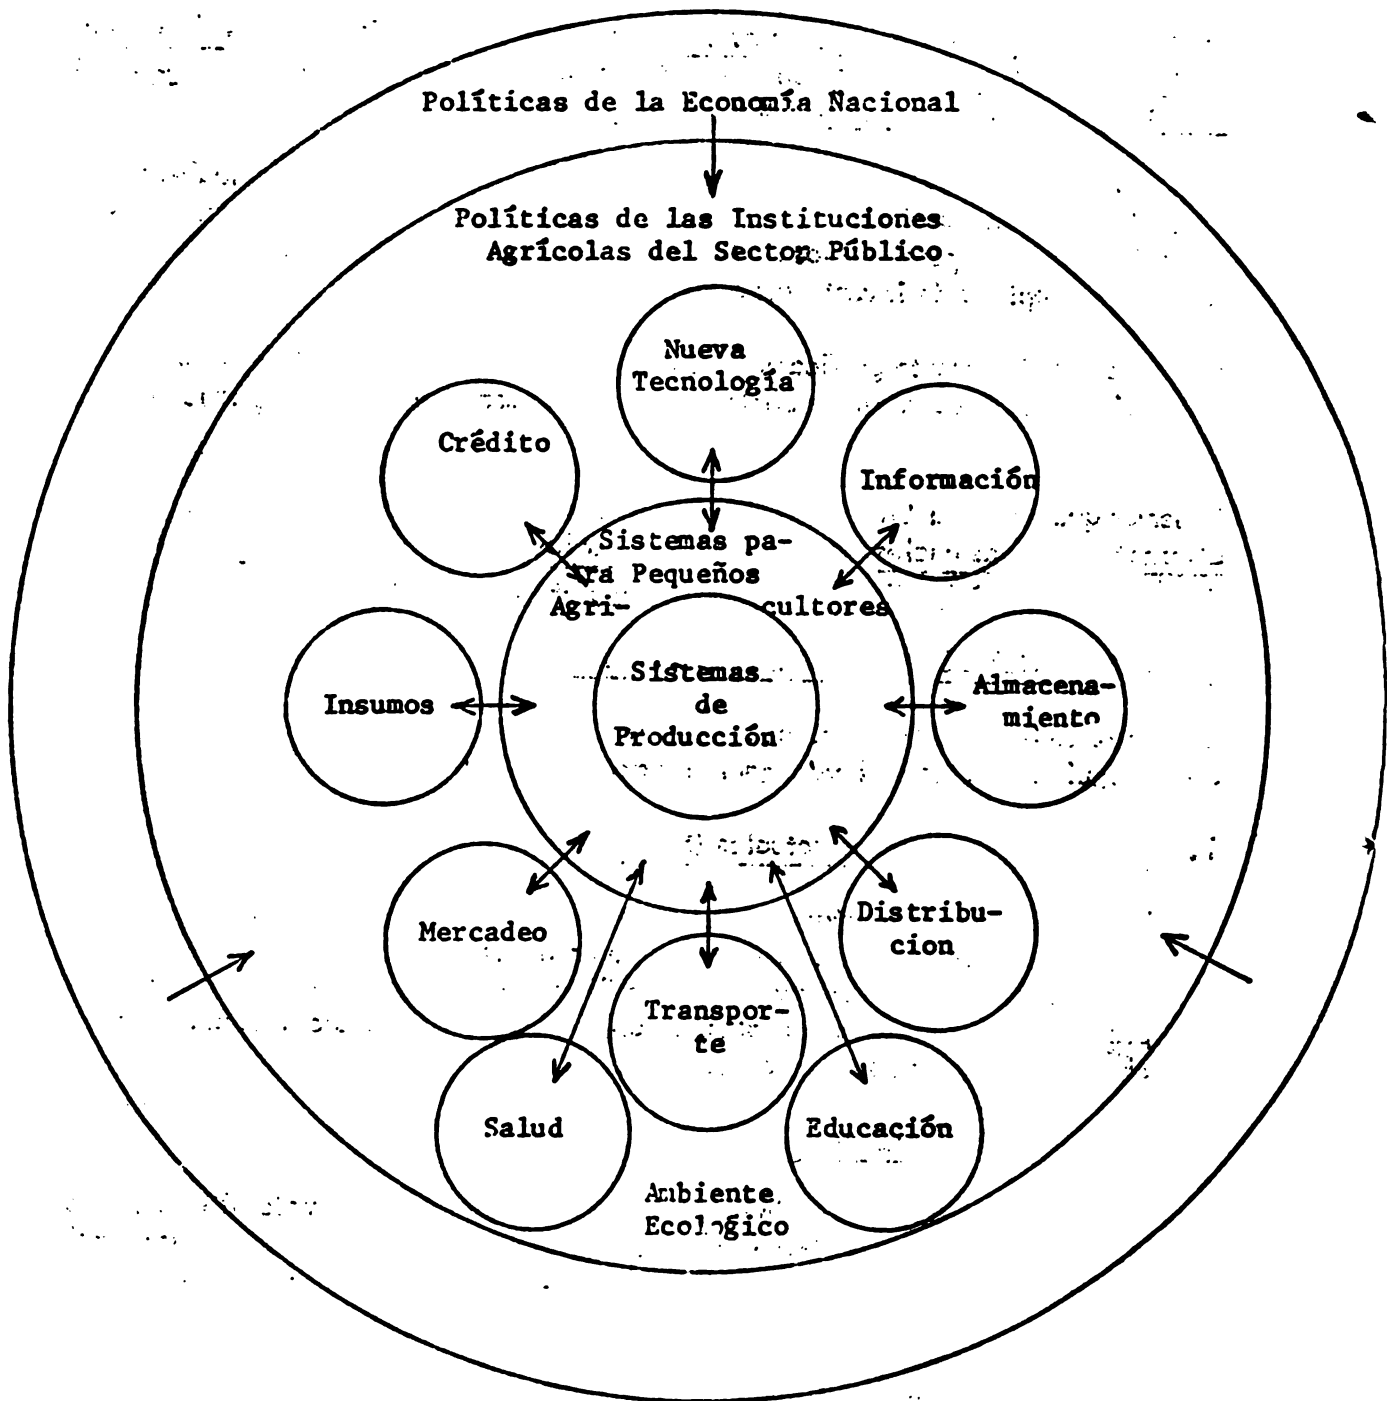 Políticas de la Economía Nacional
Políticas de las Instituciones
Agrícolas del Sector Público
Nueva
Tecnología
Crédito
Información
Sistemas pa-
ra Pequeños
Agri- cultores
Sistemas
de
Producción
Insumos
Almacena-
miento
Mercadeo
Distribu-
cion
Transpor-
te
Salud
Educación
Ambiente
Ecológico